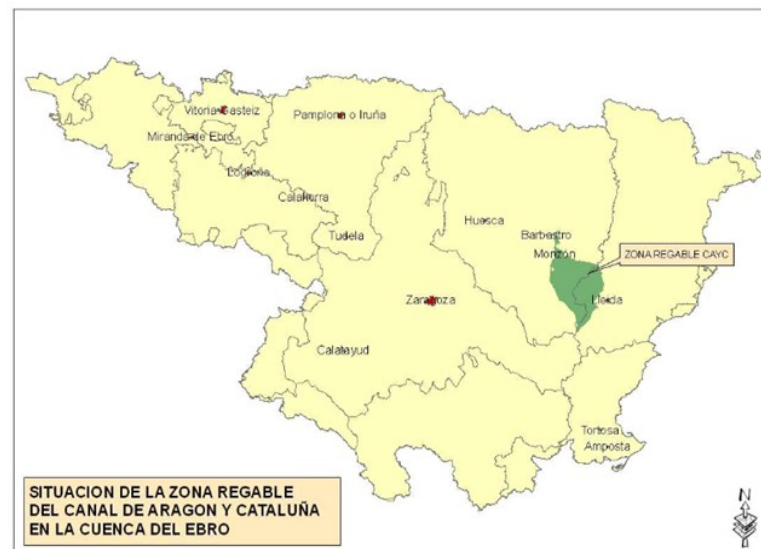 Vitoria-Gasteiz
Pamplona o Iruña
Miranda de Ebro
Logroño
Calahorra
Tudela
Huesca
Barbastro
Monzón
ZONA REGABLE CAYC
Zaragoza
Lleida
Calatayud
Tortosa
Amposta
SITUACION DE LA ZONA REGABLE
DEL CANAL DE ARAGON Y CATALUÑA
EN LA CUENCA DEL EBRO
N